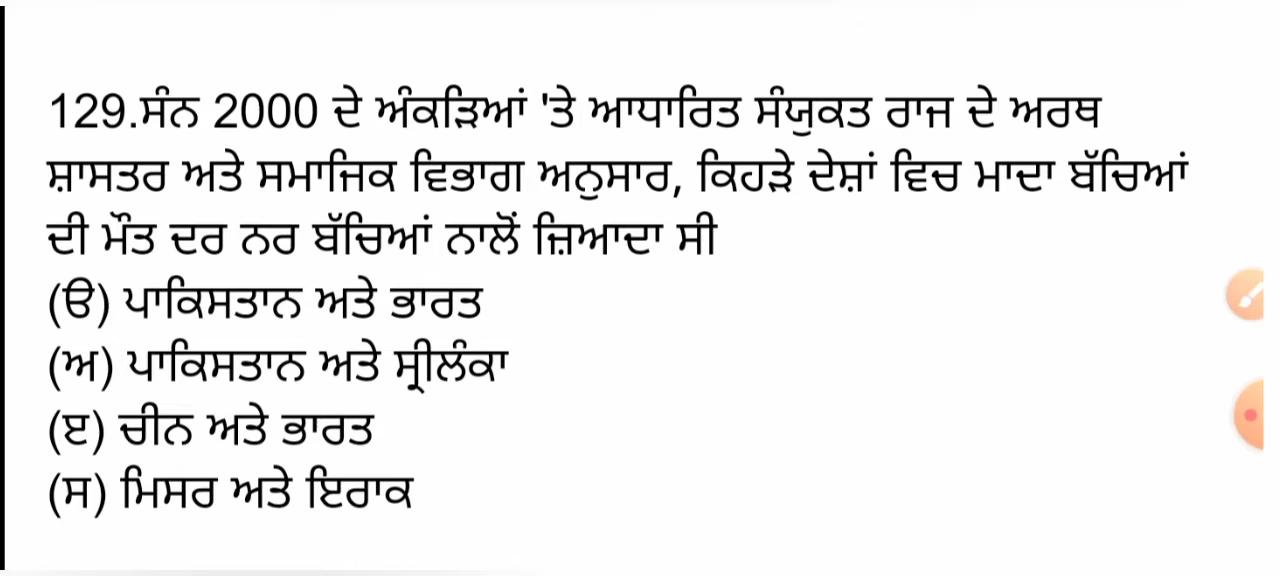 129.ਸੰਨ 2000 ਦੇ ਅੰਕੜਿਆਂ 'ਤੇ ਆਧਾਰਿਤ ਸੰਯੁਕਤ ਰਾਜ ਦੇ ਅਰਥ
ਸ਼ਾਸਤਰ ਅਤੇ ਸਮਾਜਿਕ ਵਿਭਾਗ ਅਨੁਸਾਰ, ਕਿਹੜੇ ਦੇਸ਼ਾਂ ਵਿਚ ਮਾਦਾ ਬੱਚਿਆਂ
ਦੀ ਮੌਤ ਦਰ ਨਰ ਬੱਚਿਆਂ ਨਾਲੋਂ ਜ਼ਿਆਦਾ ਸੀ
(ੳ) ਪਾਕਿਸਤਾਨ ਅਤੇ ਭਾਰਤ
(ਅ) ਪਾਕਿਸਤਾਨ ਅਤੇ ਸ੍ਰੀਲੰਕਾ
(ੲ) ਚੀਨ ਅਤੇ ਭਾਰਤ
(ਸ) ਮਿਸਰ ਅਤੇ ਇਰਾਕ